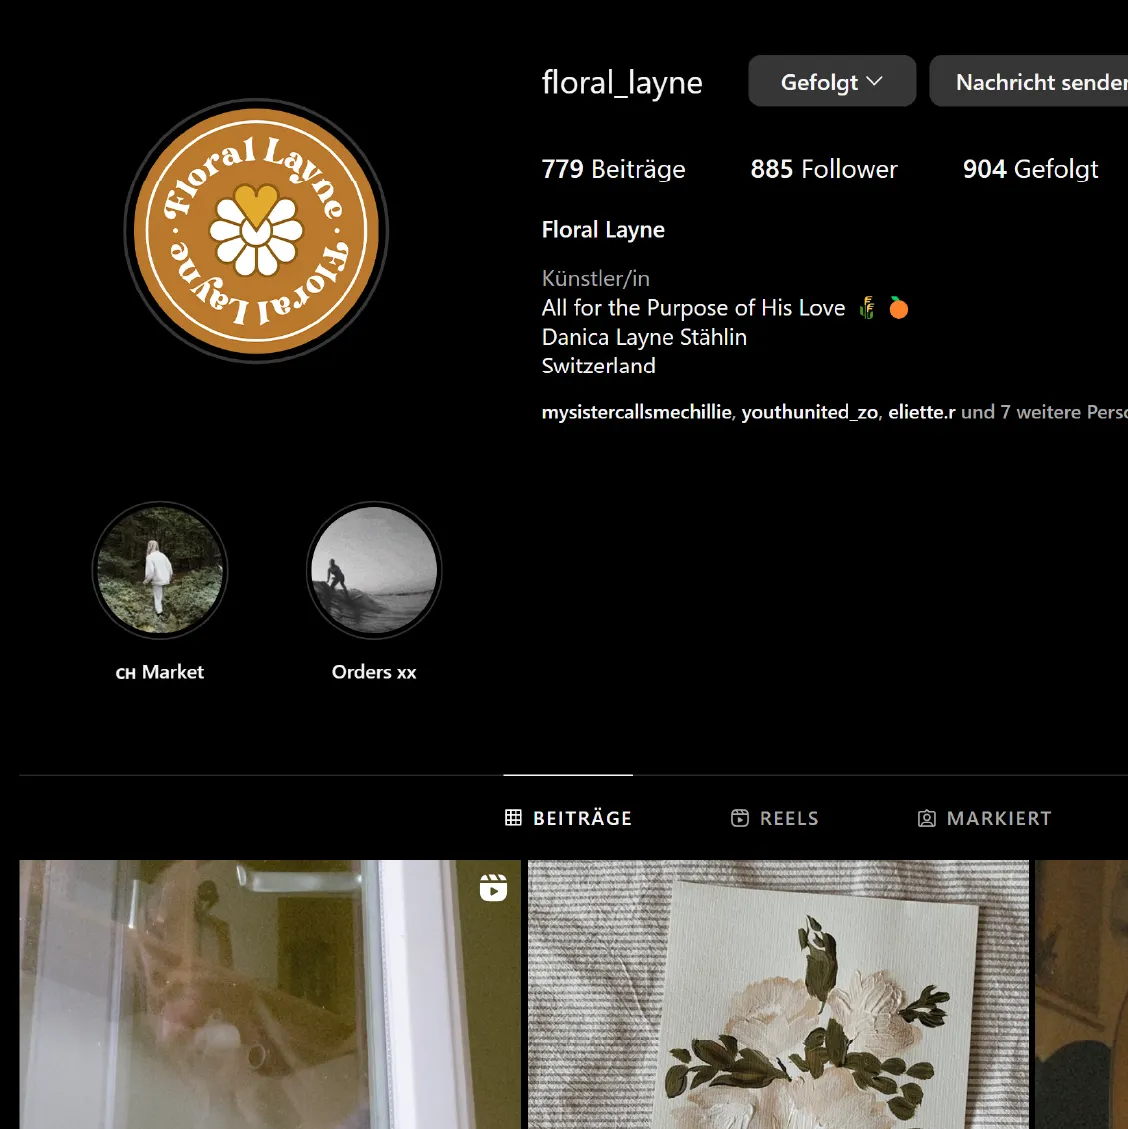 floral_layne
Gefolgt
Nachricht senden
779 Beiträge
885 Follower
904 Gefolgt
Floral Layne
Künstler/in
All for the Purpose of His Love 🌾 🍊
Danica Layne Stählin
Switzerland
mysistercallsmechillie, youthunited_zo, eliette.r und 7 weitere Perso
Floral Layne · Floral Layne ·
CH Market
Orders xx
BEITRÄGE
REELS
MARKIERT